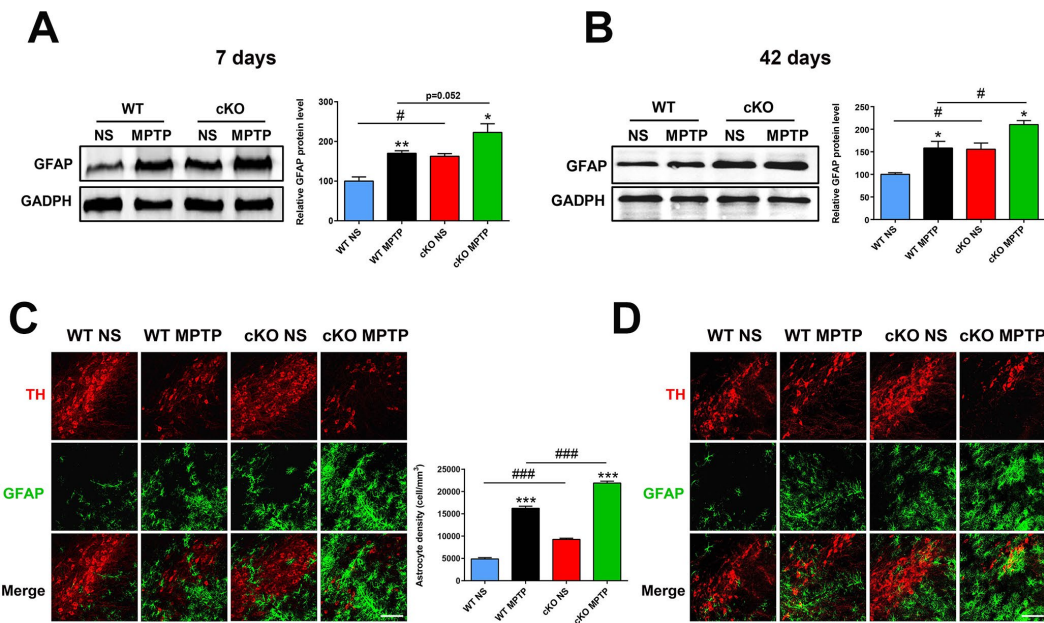 A
7 days
WT cKO
NS MPTP NS MPTP
GFAP
GADPH
Relative GFAP protein level
300
200
100
0
#
p=0.052
**
*
WT NS
WT MPTP
cKO NS
cKO MPTP
B
42 days
WT cKO
NS MPTP NS MPTP
GFAP
GADPH
Relative GFAP protein level
250
200
150
100
50
0
#
#
*
*
WT NS
WT MPTP
cKO NS
cKO MPTP
C
WT NS WT MPTP cKO NS cKO MPTP
TH
GFAP
Merge
Astrocyte density (cell/mm³)
25000
20000
15000
10000
5000
0
###
###
***
***
WT NS
WT MPTP
cKO NS
cKO MPTP
D
WT NS WT MPTP cKO NS cKO MPTP
TH
GFAP
Merge